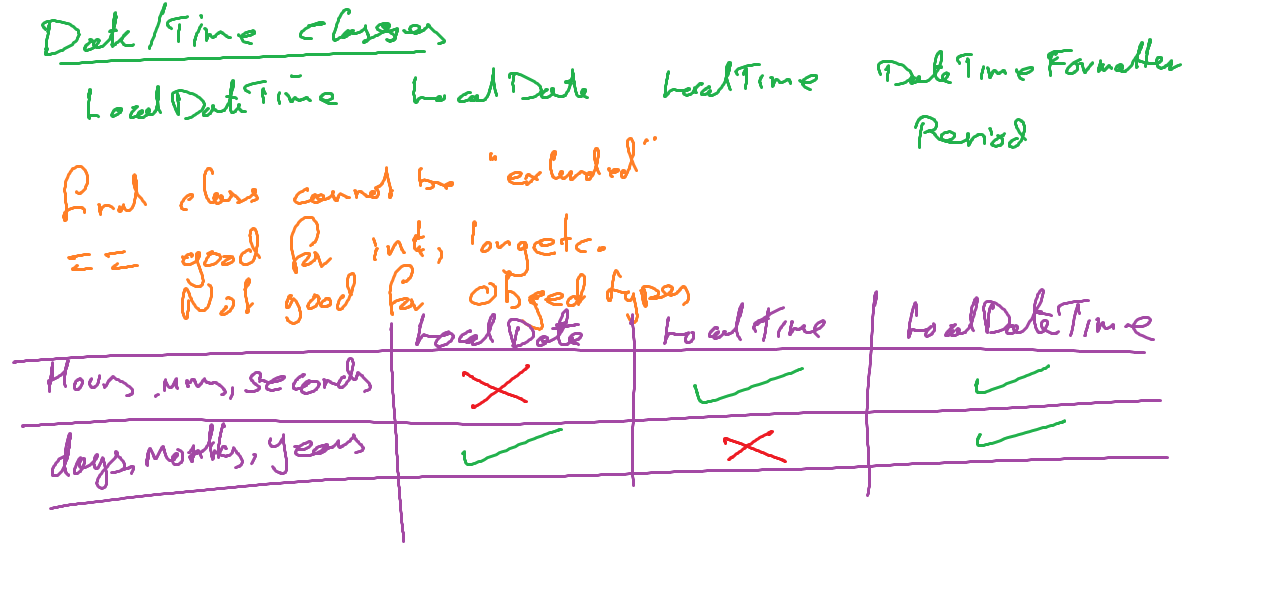 Date/Time classes
LocalDateTime LocalDate LocalTime DateTimeFormatter
Period
final class cannot be "extended"
== good for int, long etc.
Not good for Object types
LocalDate LocalTime LocalDateTime
Hours, mins, seconds
days, months, years